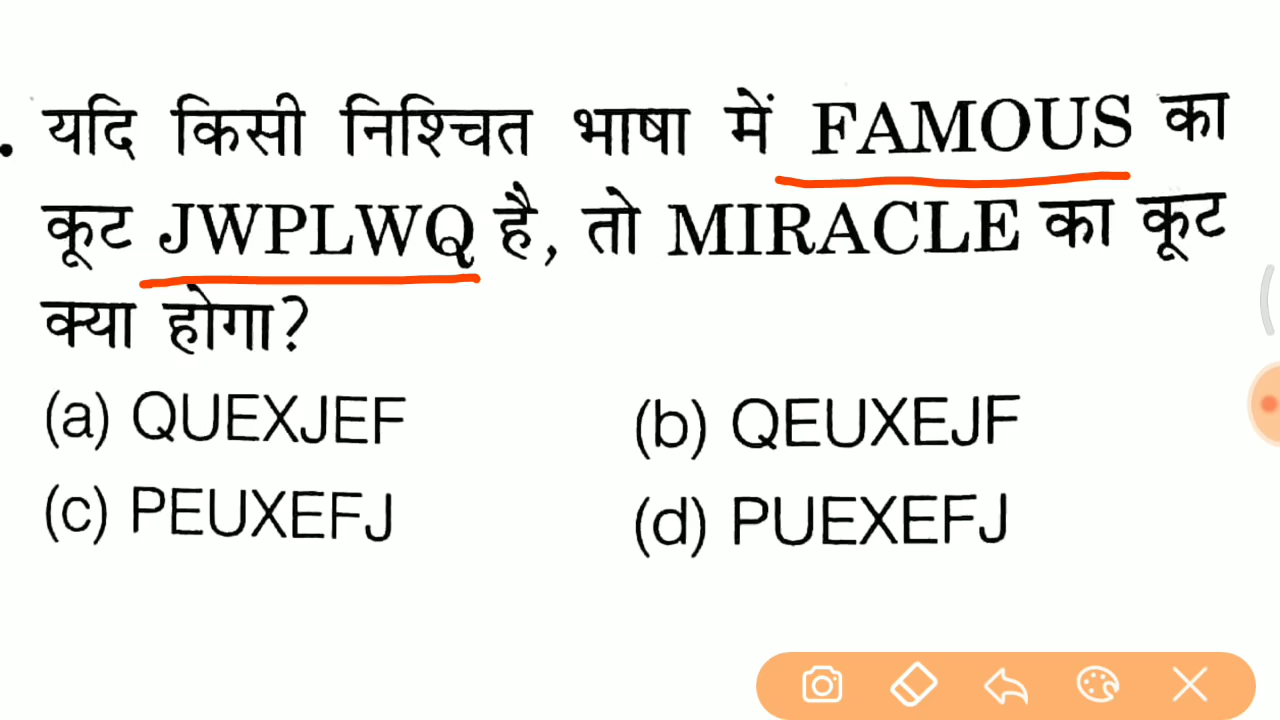 . यदि किसी निश्चित भाषा में FAMOUS का
कूट JWPLWQ है, तो MIRACLE का कूट
क्या होगा?
(a) QUEXJEF (b) QEUXEJF
(c) PEUXEFJ (d) PUEXEFJ